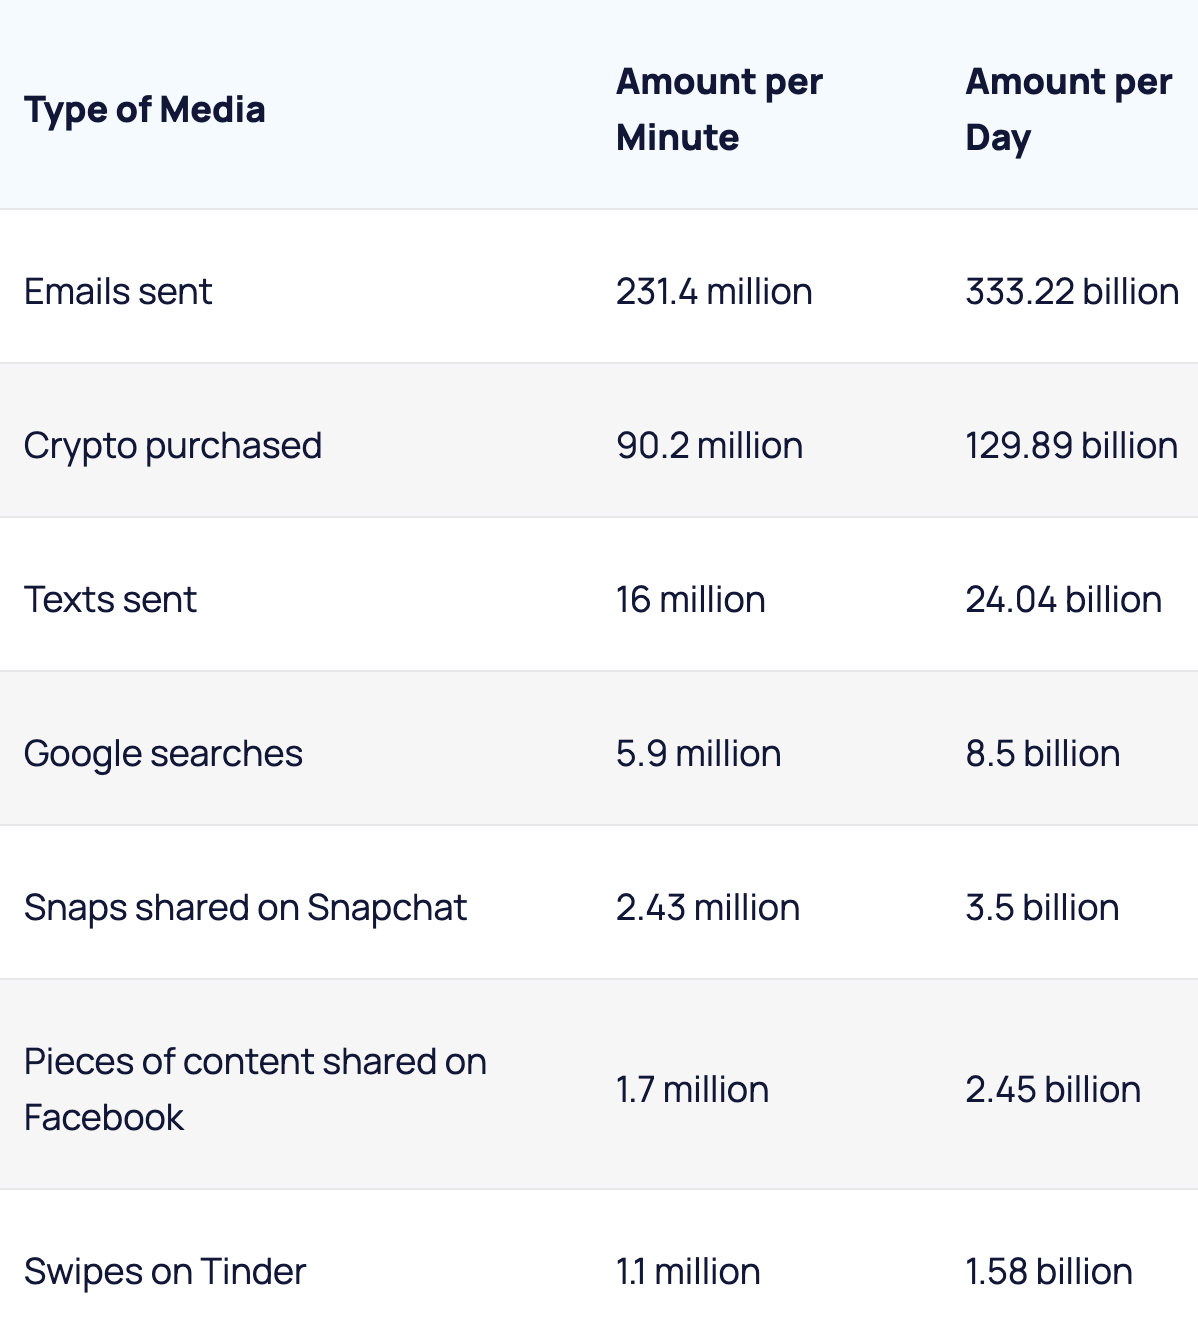 Type of Media
Amount per
Minute
Amount per
Day
Emails sent
231.4 million
333.22 billion
Crypto purchased
90.2 million
129.89 billion
Texts sent
16 million
24.04 billion
Google searches
5.9 million
8.5 billion
Snaps shared on Snapchat
2.43 million
3.5 billion
Pieces of content shared on
Facebook
1.7 million
2.45 billion
Swipes on Tinder
1.1 million
1.58 billion